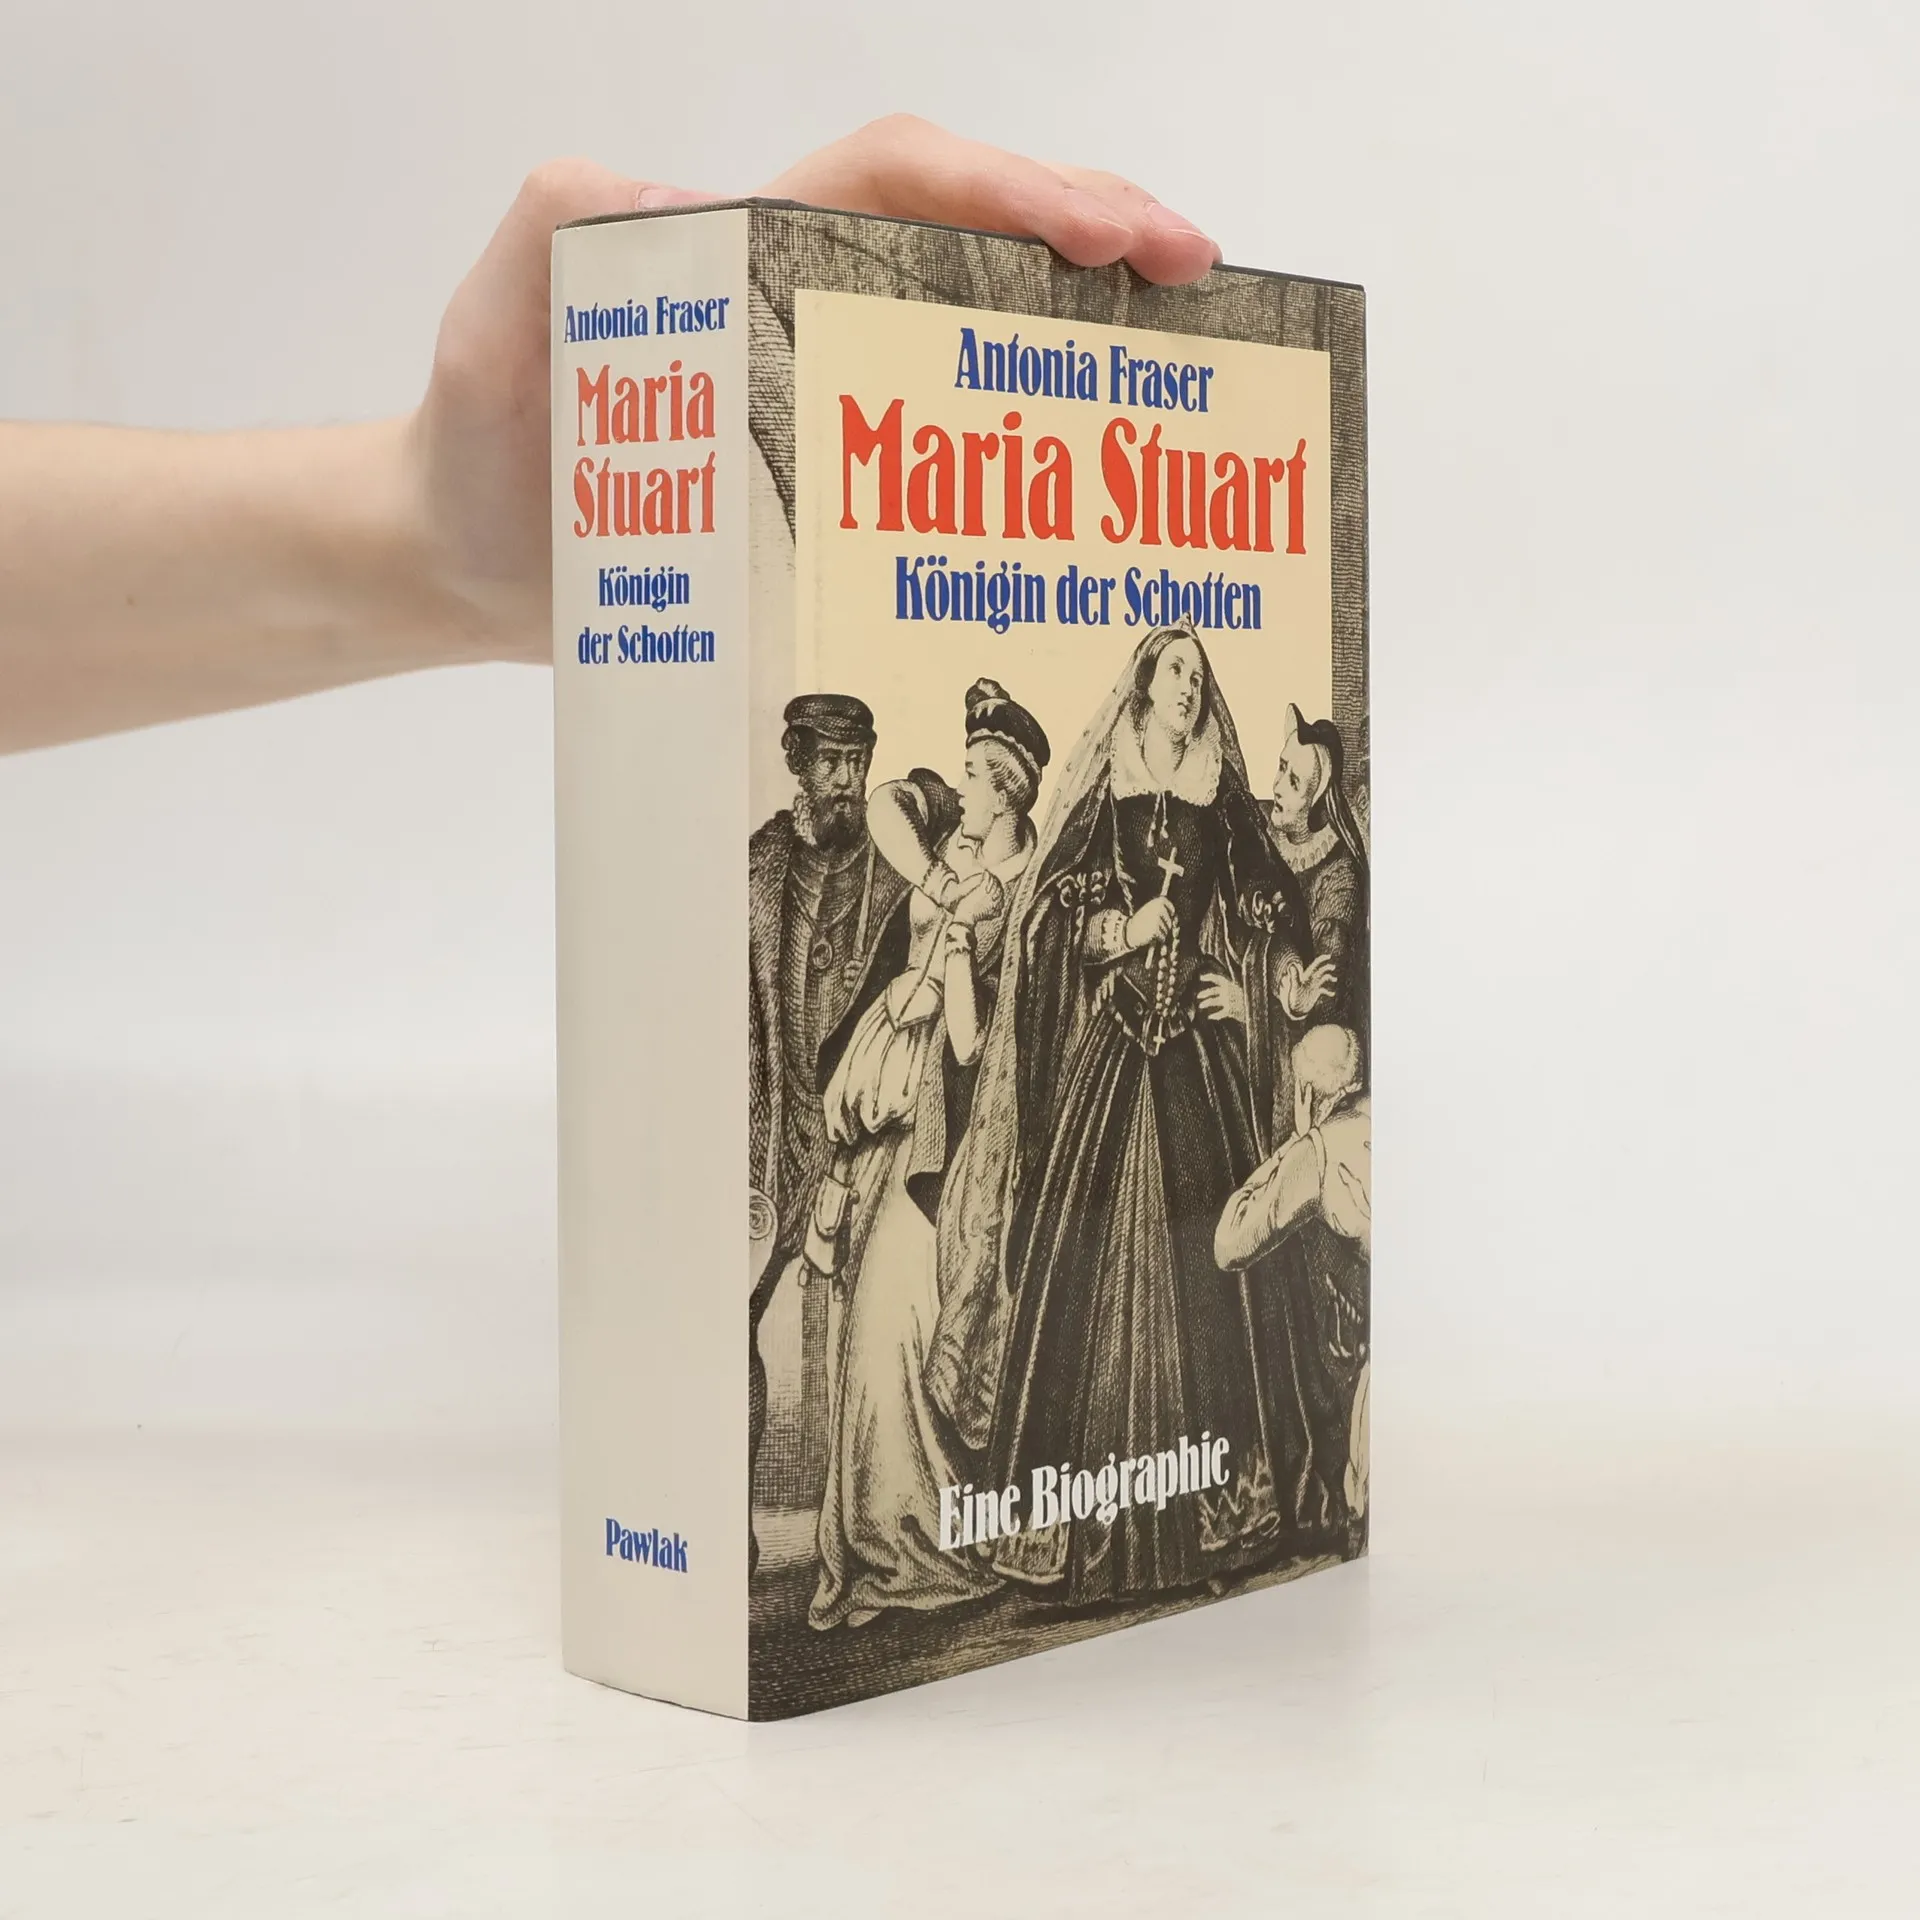 Antonia Fraser
Maria
Stuart
Königin
der Schotten
Pawlak
Antonia Fraser
Maria Stuart
Königin der Schotten
Eine Biographie